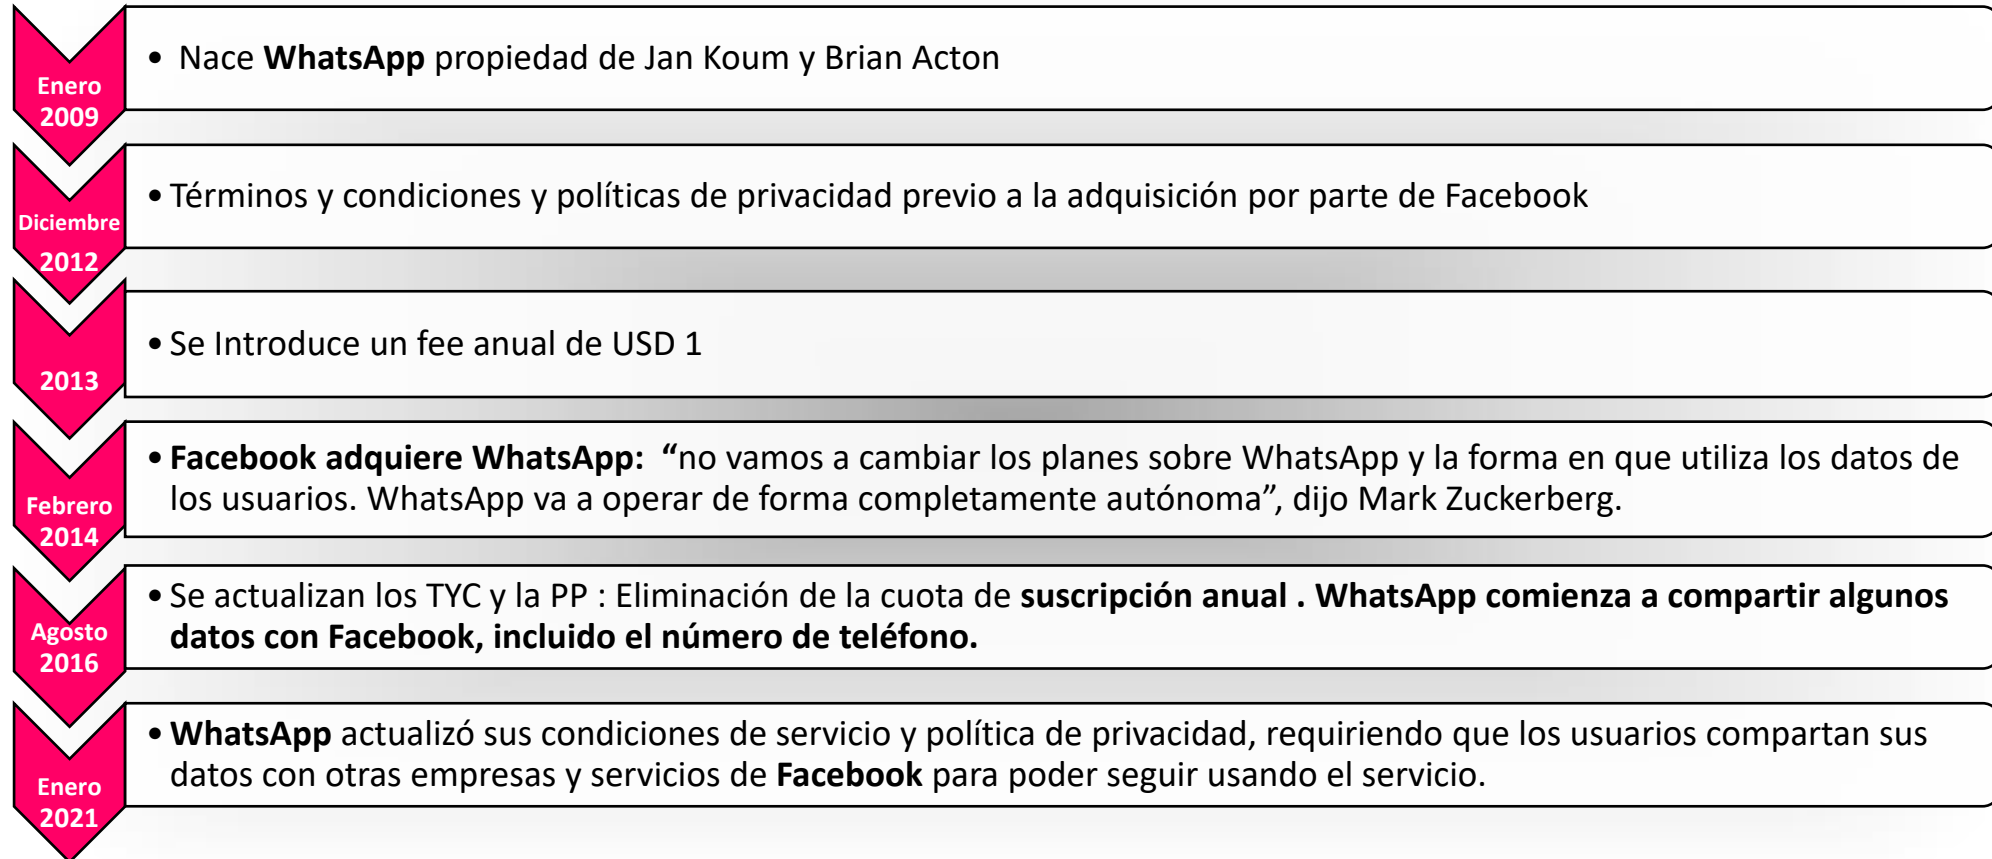 Enero
2009
• Nace WhatsApp propiedad de Jan Koum y Brian Acton
Diciembre
2012
• Términos y condiciones y políticas de privacidad previo a la adquisición por parte de Facebook
2013
• Se Introduce un fee anual de USD 1
Febrero
2014
• Facebook adquiere WhatsApp: “no vamos a cambiar los planes sobre WhatsApp y la forma en que utiliza los datos de
los usuarios. WhatsApp va a operar de forma completamente autónoma”, dijo Mark Zuckerberg.
Agosto
2016
• Se actualizan los TYC y la PP : Eliminación de la cuota de suscripción anual . WhatsApp comienza a compartir algunos
datos con Facebook, incluido el número de teléfono.
Enero
2021
• WhatsApp actualizó sus condiciones de servicio y política de privacidad, requiriendo que los usuarios compartan sus
datos con otras empresas y servicios de Facebook para poder seguir usando el servicio.